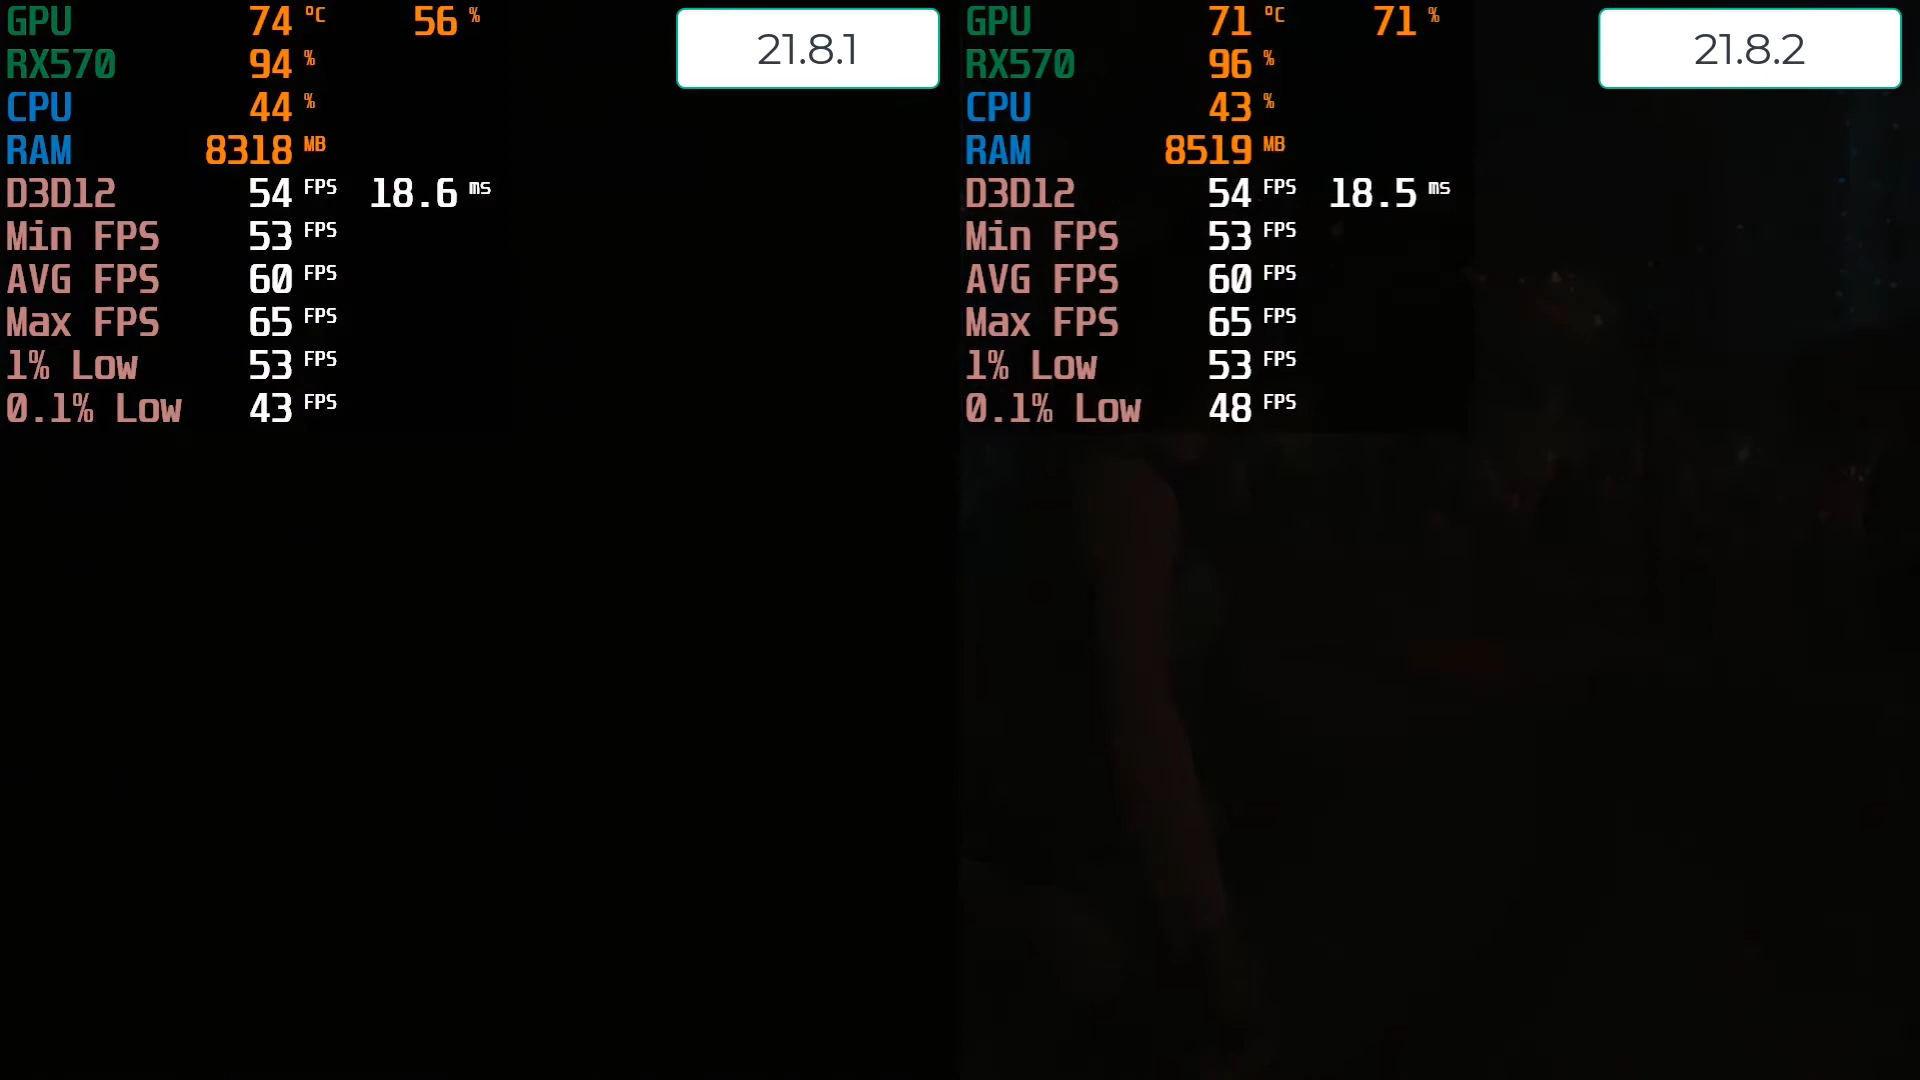 GPU 74 °C 56 %
RX570 94 %
CPU 44 %
RAM 8318 MB
D3D12 54 FPS 18.6 ms
Min FPS 53 FPS
AVG FPS 60 FPS
Max FPS 65 FPS
1% Low 53 FPS
0.1% Low 43 FPS
21.8.1
GPU 71 °C 71 %
RX570 96 %
CPU 43 %
RAM 8519 MB
D3D12 54 FPS 18.5 ms
Min FPS 53 FPS
AVG FPS 60 FPS
Max FPS 65 FPS
1% Low 53 FPS
0.1% Low 48 FPS
21.8.2